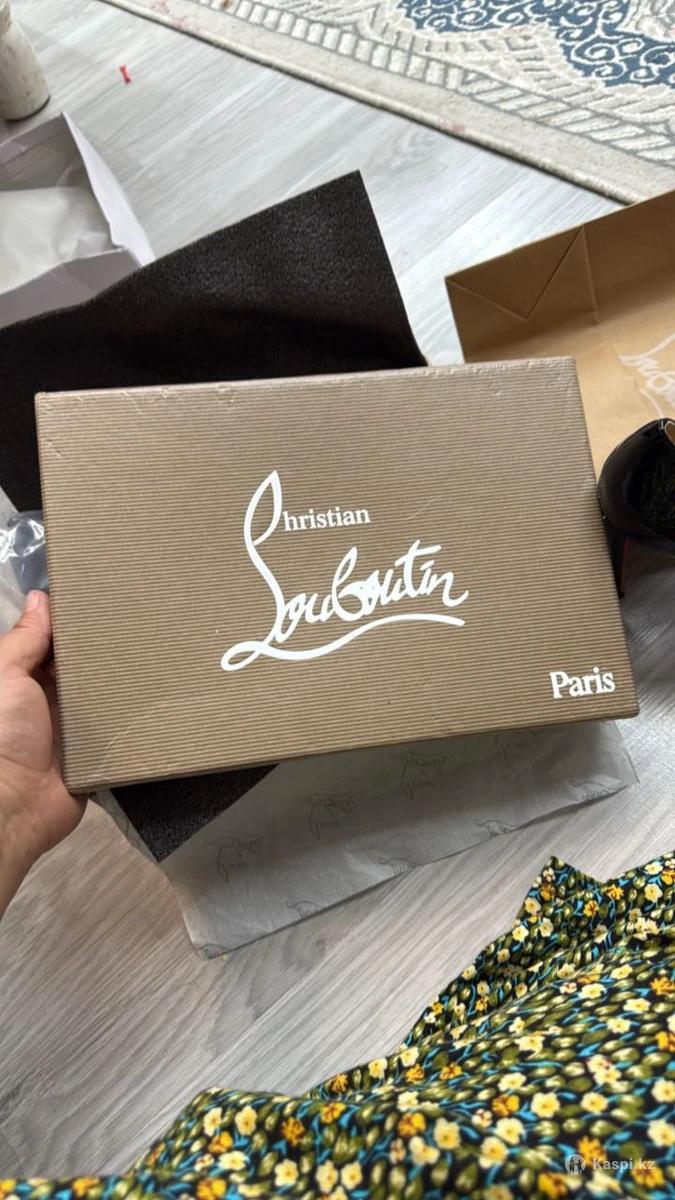 Christian
Louboutin
Paris
Kaspi.kz